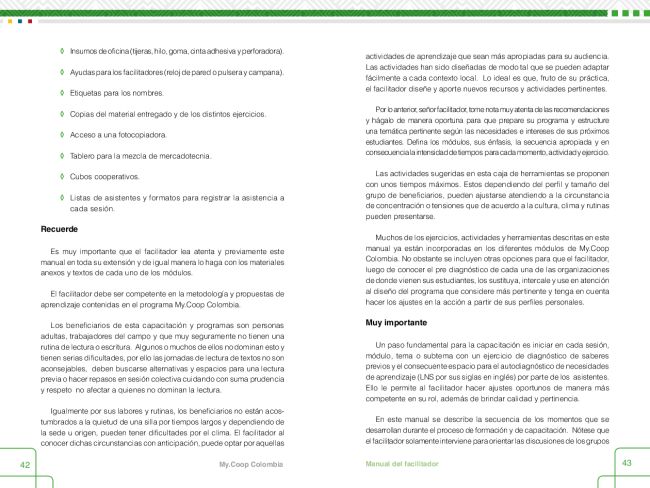 ◊ Insumos de oficina (tijeras, hilo, goma, cinta adhesiva y perforadora).
◊ Ayudas para los facilitadores (reloj de pared o pulsera y campana).
◊ Etiquetas para los nombres.
◊ Copias del material entregado y de los distintos ejercicios.
◊ Acceso a una fotocopiadora.
◊ Tablero para la mezcla de mercadotecnia.
◊ Cubos cooperativos.
◊ Listas de asistentes y formatos para registrar la asistencia a
cada sesión.
Recuerde
Es muy importante que el facilitador lea atenta y previamente este
manual en toda su extensión y de igual manera lo haga con los materiales
anexos y textos de cada uno de los módulos.
El facilitador debe ser competente en la metodología y propuestas de
aprendizaje contenidas en el programa My.Coop Colombia.
Los beneficiarios de esta capacitación y programas son personas
adultas, trabajadores del campo y que muy seguramente no tienen una
rutina de lectura o escritura. Algunos o muchos de ellos no dominan esto y
tienen serias dificultades, por ello las jornadas de lectura de textos no son
aconsejables, deben buscarse alternativas y espacios para una lectura
previa o hacer repasos en sesión colectiva cuidando con suma prudencia
y respeto no afectar a quienes no dominan la lectura.
Igualmente por sus labores y rutinas, los beneficiarios no están acos-
tumbrados a la quietud de una silla por tiempos largos y dependiendo de
la sede u origen, pueden tener dificultades por el clima. El facilitador al
conocer dichas circunstancias con anticipación, puede optar por aquellas
42
My.Coop Colombia
actividades de aprendizaje que sean más apropiadas para su audiencia.
Las actividades han sido diseñadas de modo tal que se pueden adaptar
fácilmente a cada contexto local. Lo ideal es que, fruto de su práctica,
el facilitador diseñe y aporte nuevos recursos y actividades pertinentes.
Por lo anterior, señor facilitador, tome nota muy atenta de las recomendaciones
y hágalo de manera oportuna para que prepare su programa y estructure
una temática pertinente según las necesidades e intereses de sus próximos
estudiantes. Defina los módulos, sus énfasis, la secuencia apropiada y en
consecuencia la intensidad de tiempos para cada momento, actividad y ejercicio.
Las actividades sugeridas en esta caja de herramientas se proponen
con unos tiempos máximos. Estos dependiendo del perfil y tamaño del
grupo de beneficiarios, pueden ajustarse atendiendo a la circunstancia
de concentración o tensiones que de acuerdo a la cultura, clima y rutinas
pueden presentarse.
Muchos de los ejercicios, actividades y herramientas descritas en este
manual ya están incorporadas en los diferentes módulos de My.Coop
Colombia. No obstante se incluyen otras opciones para que el facilitador,
luego de conocer el pre diagnóstico de cada una de las organizaciones
de donde vienen sus estudiantes, los sustituya, intercale y use en atención
al diseño del programa que considere más pertinente y tenga en cuenta
hacer los ajustes en la acción a partir de sus perfiles personales.
Muy importante
Un paso fundamental para la capacitación es iniciar en cada sesión,
módulo, tema o subtema con un ejercicio de diagnóstico de saberes
previos y el consecuente espacio para el autodiagnóstico de necesidades
de aprendizaje (LNS por sus siglas en inglés) por parte de los asistentes.
Ello le permite al facilitador hacer ajustes oportunos de manera más
competente en su rol, además de brindar calidad y pertinencia.
En este manual se describe la secuencia de los momentos que se
desarrollan durante el proceso de formación y de capacitación. Nótese que
el facilitador solamente interviene para orientar las discusiones de los grupos
Manual del facilitador
43